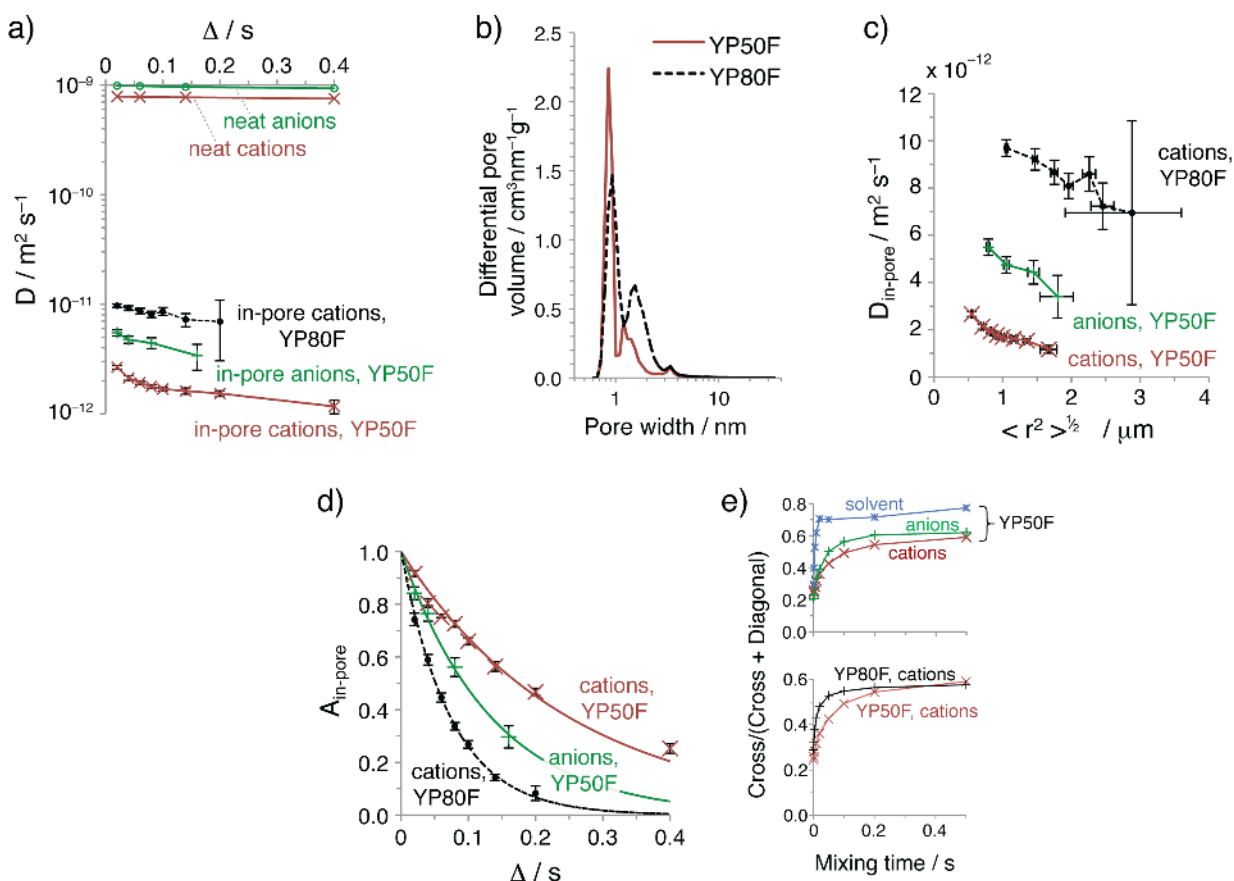 a)
Δ / s
0 0.1 0.2 0.3 0.4
10⁻⁹
10⁻¹⁰
10⁻¹¹
10⁻¹²
D / m² s⁻¹
neat anions
neat cations
in-pore cations,
YP80F
in-pore anions, YP50F
in-pore cations, YP50F
b)
2.5
2.0
1.5
1.0
0.5
0.0
Differential pore
volume / cm³nm⁻¹g⁻¹
YP50F
YP80F
1 10
Pore width / nm
c)
x 10⁻¹²
12
10
8
6
4
2
0
D in-pore / m² s⁻¹
cations,
YP80F
anions, YP50F
cations, YP50F
0 1 2 3 4
< r² >^½ / μm
d)
1.0
0.8
0.6
0.4
0.2
0.0
A in-pore
cations,
YP50F
anions,
YP50F
cations,
YP80F
0 0.1 0.2 0.3 0.4
Δ / s
e)
Cross/(Cross + Diagonal)
0.8
0.6
0.4
0.2
0.0
solvent
anions
cations
YP50F
0.6
0.4
0.2
0.0
YP80F, cations
YP50F, cations
0 0.2 0.4
Mixing time / s